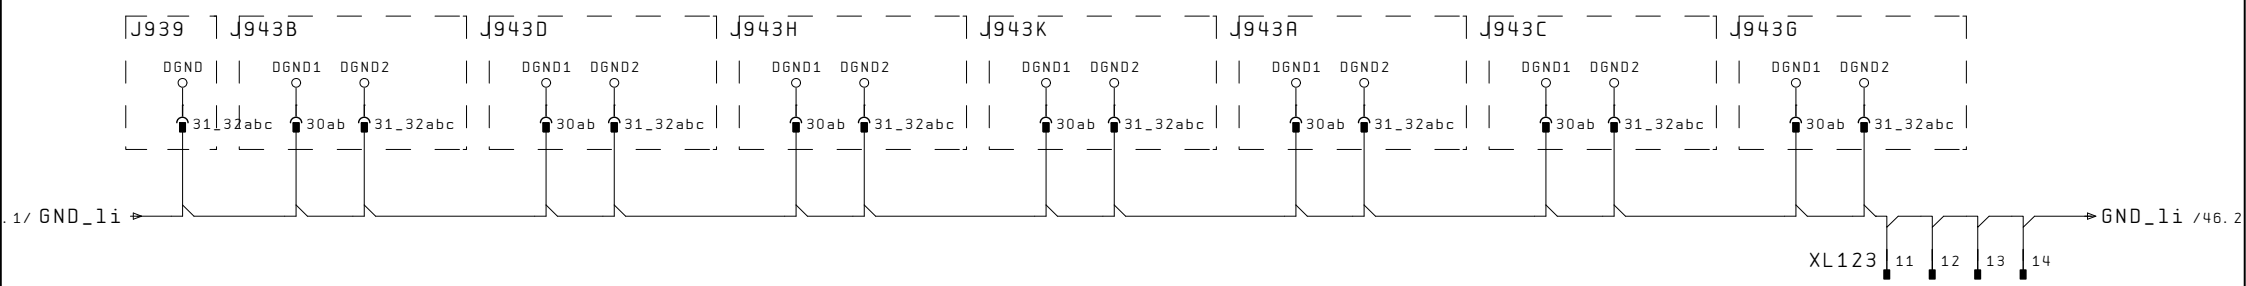 J939 J943B J943D J943H J943K J943A J943C J943G
DGND DGND1 DGND2 DGND1 DGND2 DGND1 DGND2 DGND1 DGND2 DGND1 DGND2 DGND1 DGND2 DGND1 DGND2
31_32abc 30ab 31_32abc 30ab 31_32abc 30ab 31_32abc 30ab 31_32abc 30ab 31_32abc 30ab 31_32abc 30ab 31_32abc
.1/ GND_li GND_li /46.2
XL123 11 12 13 14